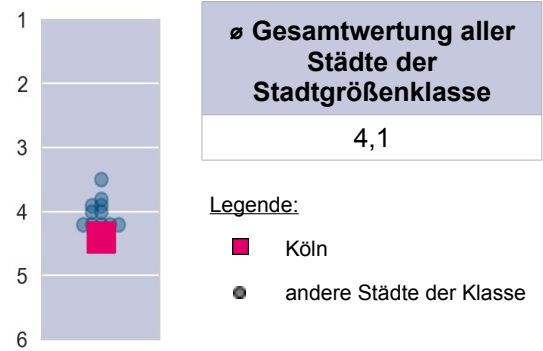 1
2
3
4
5
6
⌀ Gesamtwertung aller
Städte der
Stadtgrößenklasse
4,1
Legende:
Köln
andere Städte der Klasse